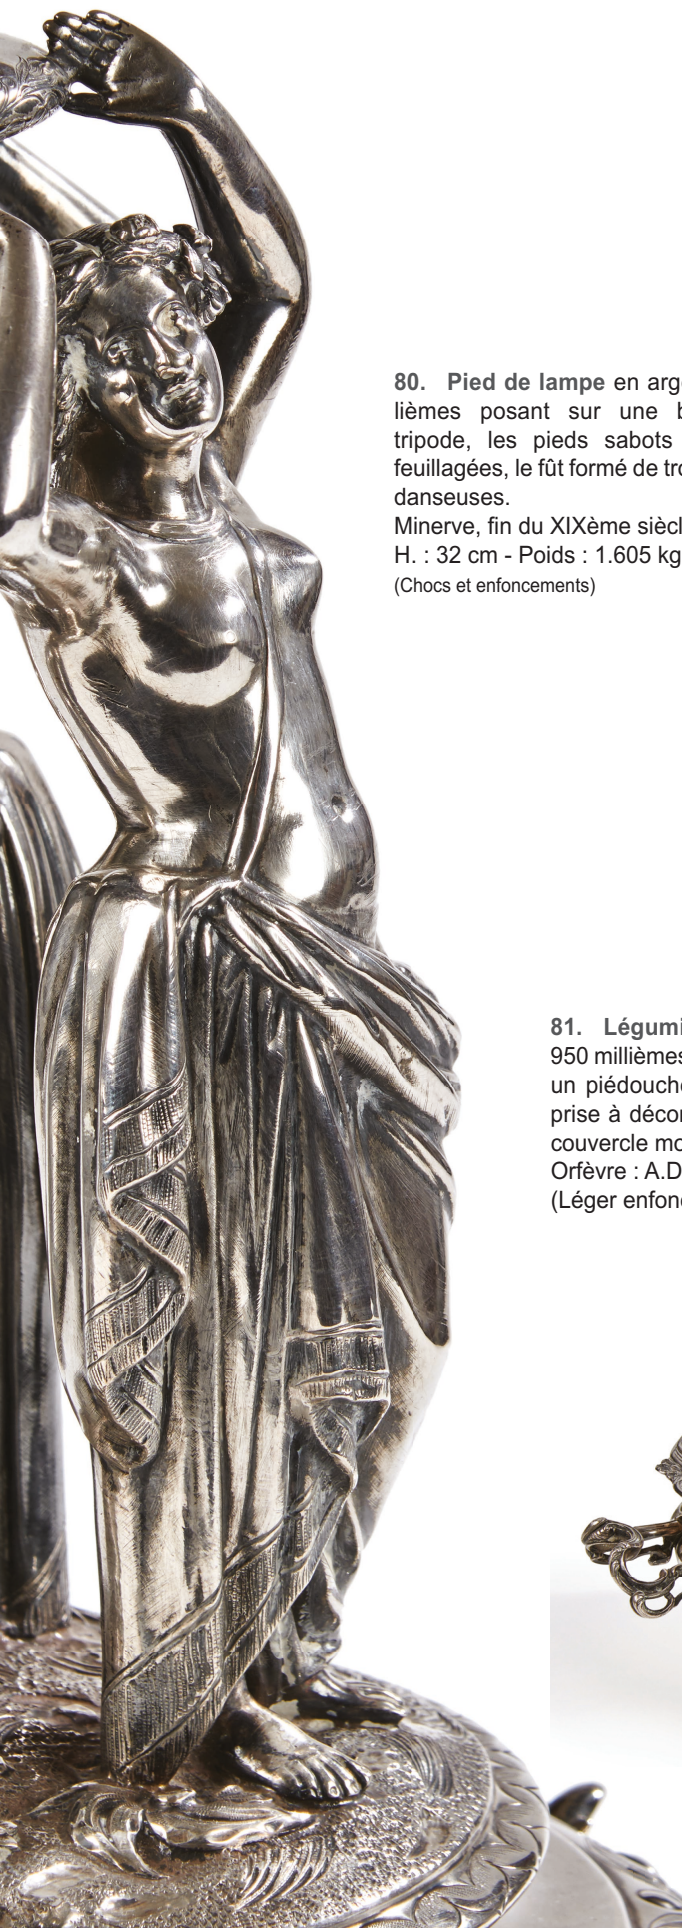 80. Pied de lampe en arg
lièmes posant sur une b
tripode, les pieds sabots
feuillagées, le fût formé de tr
danseuses.
Minerve, fin du XIXème siècl
H. : 32 cm - Poids : 1.605 kg
(Chocs et enfoncements)
81. Légumi
950 millièmes
un piédouche
prise à décor
couvercle mo
Orfèvre : A.D
(Léger enfon